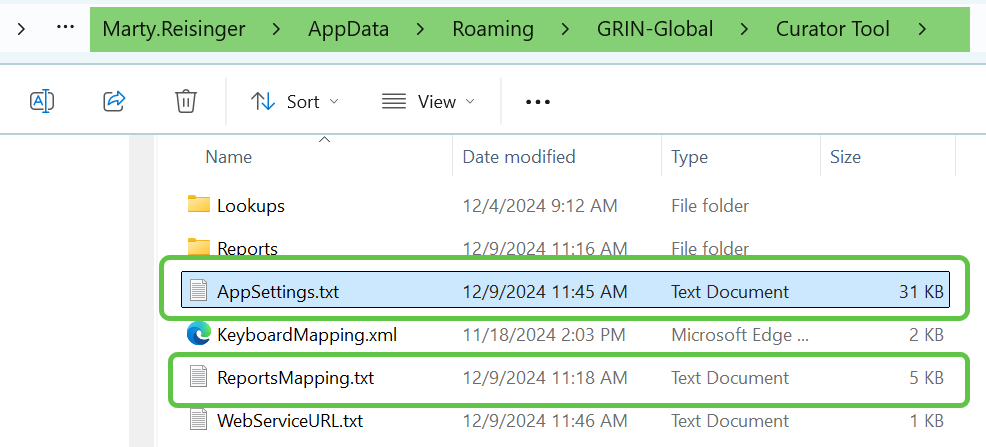 Marty.Reisinger > AppData > Roaming > GRIN-Global > Curator Tool >
Sort View
Name Date modified Type Size
Lookups 12/4/2024 9:12 AM File folder
Reports 12/9/2024 11:16 AM File folder
AppSettings.txt 12/9/2024 11:45 AM Text Document 31 KB
KeyboardMapping.xml 11/18/2024 2:03 PM Microsoft Edge ... 2 KB
ReportsMapping.txt 12/9/2024 11:18 AM Text Document 5 KB
WebServiceURL.txt 12/9/2024 11:46 AM Text Document 1 KB